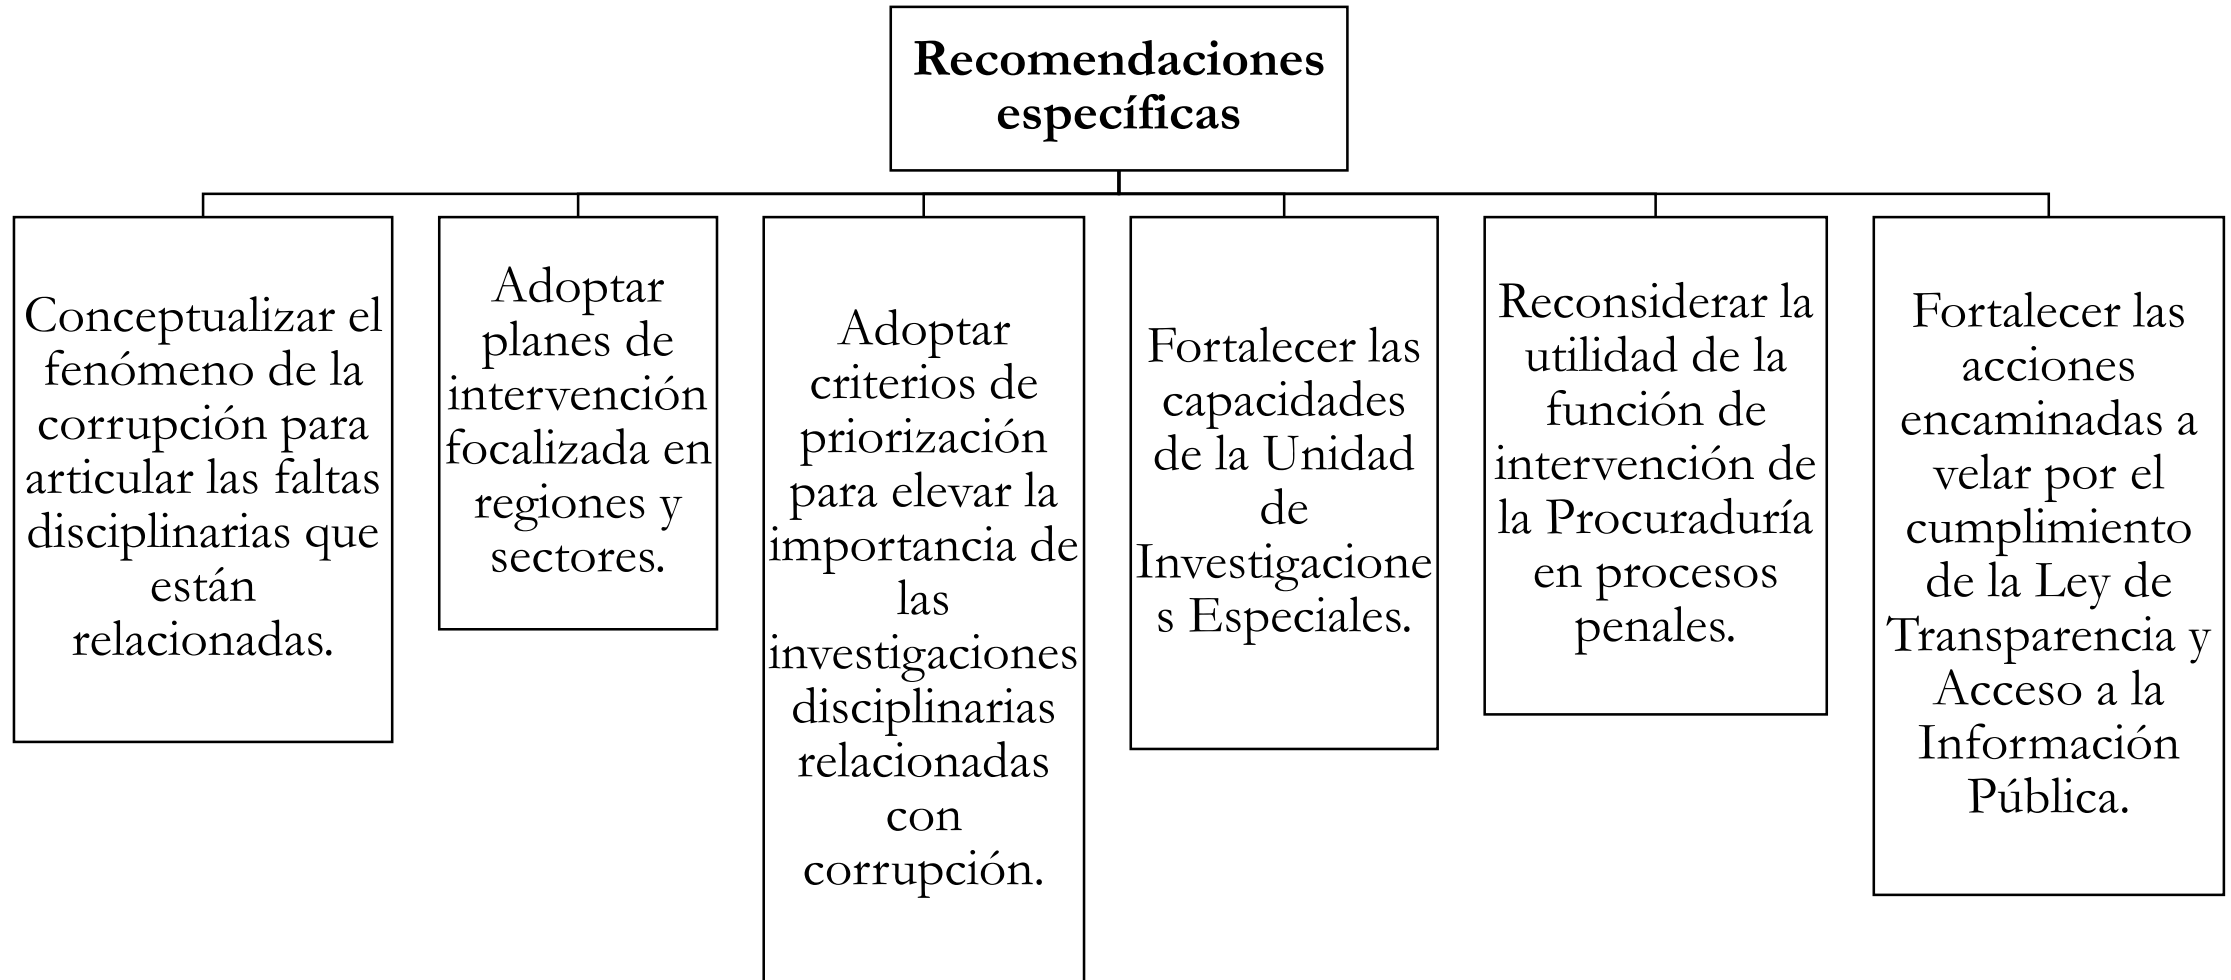 Recomendaciones
específicas
Conceptualizar el
fenómeno de la
corrupción para
articular las faltas
disciplinarias que
están
relacionadas.
Adoptar
planes de
intervención
focalizada en
regiones y
sectores.
Adoptar
criterios de
priorización
para elevar la
importancia de
las
investigaciones
disciplinarias
relacionadas
con
corrupción.
Fortalecer las
capacidades
de la Unidad
de
Investigacione
s Especiales.
Reconsiderar la
utilidad de la
función de
intervención de
la Procuraduría
en procesos
penales.
Fortalecer las
acciones
encaminadas a
velar por el
cumplimiento
de la Ley de
Transparencia y
Acceso a la
Información
Pública.